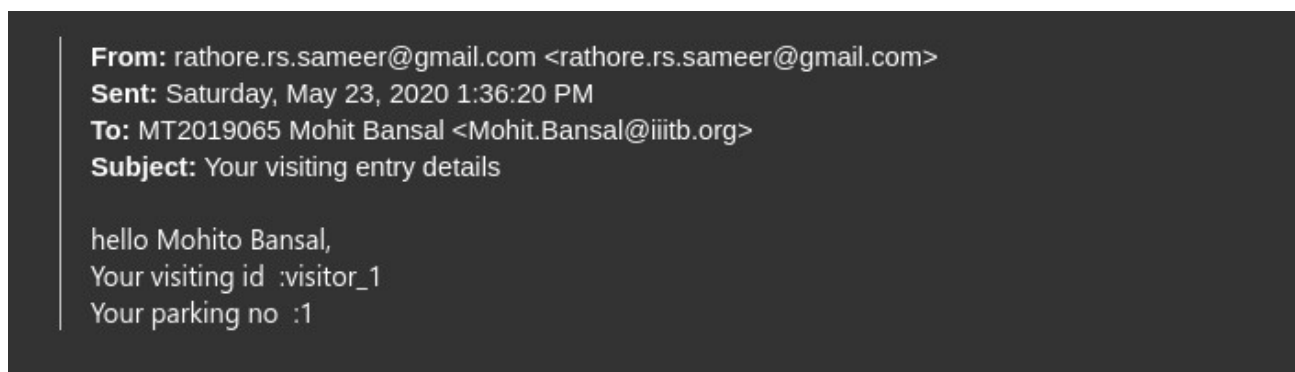 From: rathore.rs.sameer@gmail.com <rathore.rs.sameer@gmail.com>
Sent: Saturday, May 23, 2020 1:36:20 PM
To: MT2019065 Mohit Bansal <Mohit.Bansal@iiitb.org>
Subject: Your visiting entry details
hello Mohito Bansal,
Your visiting id :visitor_1
Your parking no :1